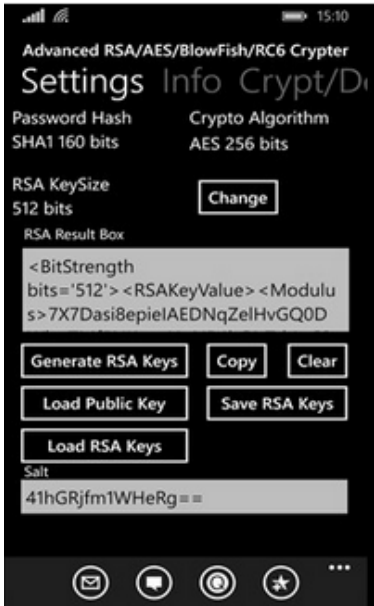 15:10
Advanced RSA/AES/BlowFish/RC6 Crypter
Settings Info Crypt/D
Password Hash Crypto Algorithm
SHA1 160 bits AES 256 bits
RSA KeySize
512 bits Change
RSA Result Box
<BitStrength
bits='512'><RSAKeyValue><Modulu
s>7X7Dasi8epieIAEDNqZelHvGQ0D
Generate RSA Keys Copy Clear
Load Public Key Save RSA Keys
Load RSA Keys
Salt
41hGRjfm1WHeRg==